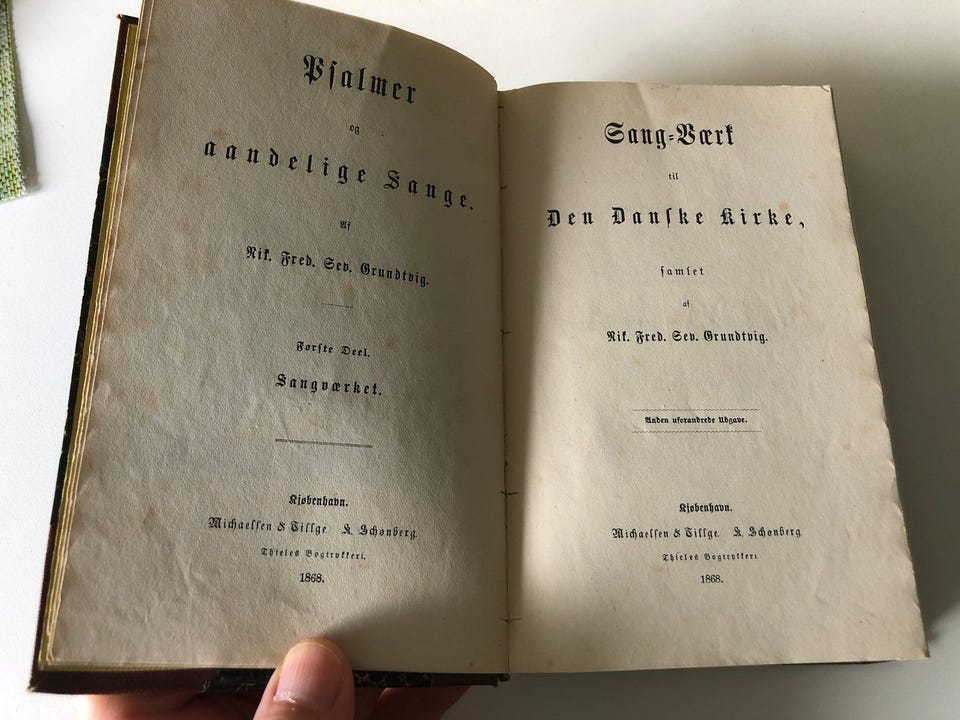 Psalmer
og
aandelige Sange.
Af
Nik. Fred. Sev. Grundtvig.
Første Deel.
Sangværket.
Kjøbenhavn.
Michaelsen & Tillge. K. Schønberg.
Thieles Bogtrykkeri.
1868.
Sang-Værk
til
Den Danske Kirke,
samlet
af
Nik. Fred. Sev. Grundtvig.
Anden uforandrede Udgave.
Kjøbenhavn.
Michaelsen & Tillge. K. Schønberg.
Thieles Bogtrykkeri
1868.